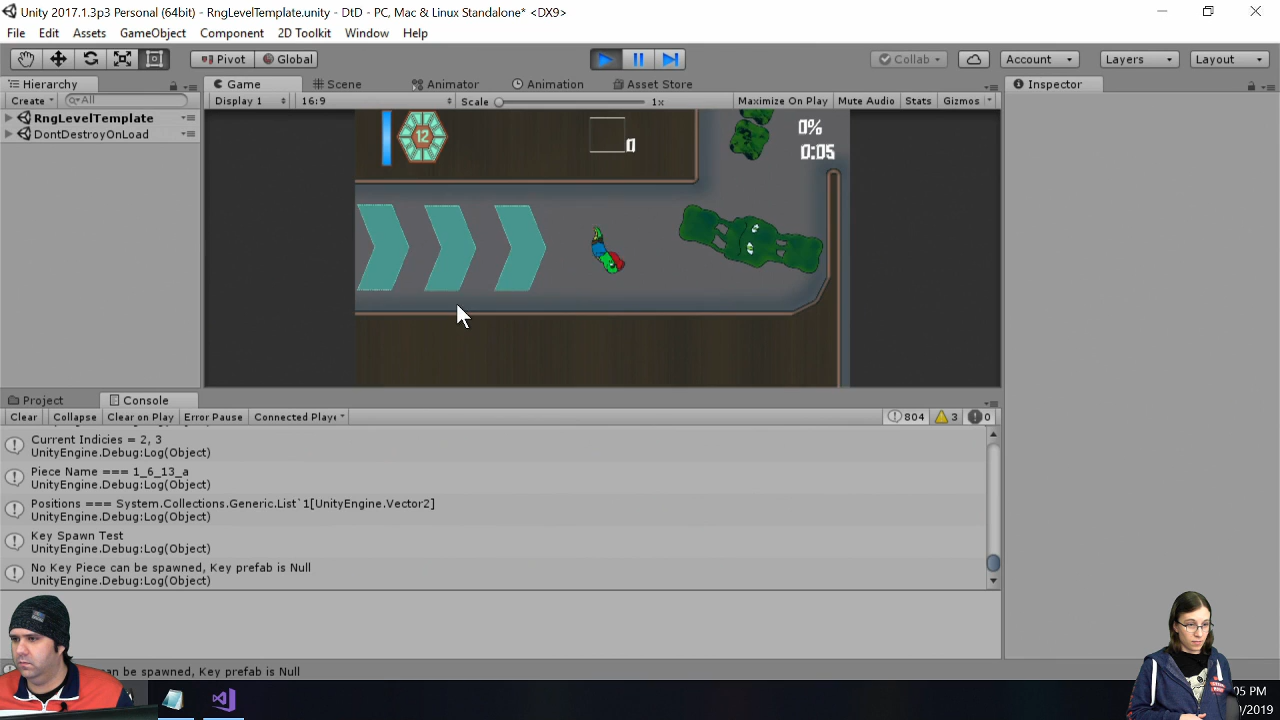 Unity 2017.1.3p3 Personal (64bit) - RngLevelTemplate.unity - DtD - PC, Mac & Linux Standalone* <DX9>
File Edit Assets GameObject Component 2D Toolkit Window Help
Pivot Global Collab Account Layers Layout
Hierarchy Game Scene Animator Animation Asset Store Inspector
Create All Display 1 16:9 Scale 1x Maximize On Play Mute Audio Stats Gizmos
RngLevelTemplate
DontDestroyOnLoad
12
0
0%
0:05
Project Console
Clear Collapse Clear on Play Error Pause Connected Playe 804 3 0
Current Indicies = 2, 3
UnityEngine.Debug:Log(Object)
Piece Name === 1_6_13_a
UnityEngine.Debug:Log(Object)
Positions === System.Collections.Generic.List`1[UnityEngine.Vector2]
UnityEngine.Debug:Log(Object)
Key Spawn Test
UnityEngine.Debug:Log(Object)
No Key Piece can be spawned, Key prefab is Null
UnityEngine.Debug:Log(Object)
can be spawned, Key prefab is Null
:05 PM
/2019